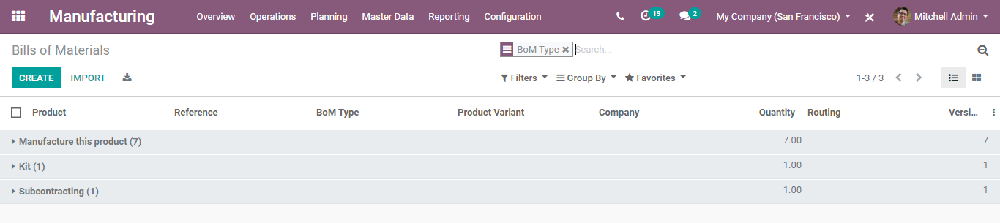 Manufacturing Overview Operations Planning Master Data Reporting Configuration 19 2 My Company (San Francisco) Mitchell Admin
Bills of Materials BoM Type Search...
CREATE IMPORT Filters Group By Favorites 1-3 / 3
Product Reference BoM Type Product Variant Company Quantity Routing Versi...
Manufacture this product (7) 7.00 7
Kit (1) 1.00 1
Subcontracting (1) 1.00 1